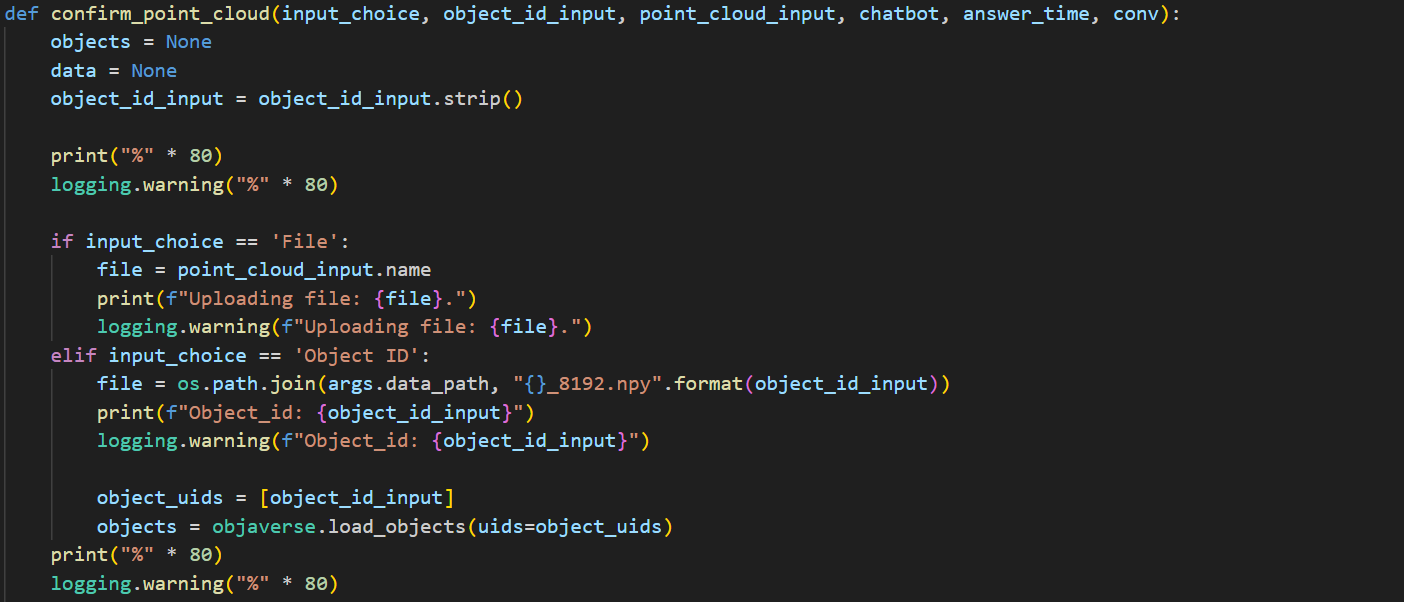 def confirm_point_cloud(input_choice, object_id_input, point_cloud_input, chatbot, answer_time, conv):
    objects = None
    data = None
    object_id_input = object_id_input.strip()

    print("%" * 80)
    logging.warning("%" * 80)

    if input_choice == 'File':
        file = point_cloud_input.name
        print(f"Uploading file: {file}.")
        logging.warning(f"Uploading file: {file}.")
    elif input_choice == 'Object ID':
        file = os.path.join(args.data_path, "{}_8192.npy".format(object_id_input))
        print(f"Object_id: {object_id_input}")
        logging.warning(f"Object_id: {object_id_input}")

        object_uids = [object_id_input]
        objects = objaverse.load_objects(uids=object_uids)
    print("%" * 80)
    logging.warning("%" * 80)